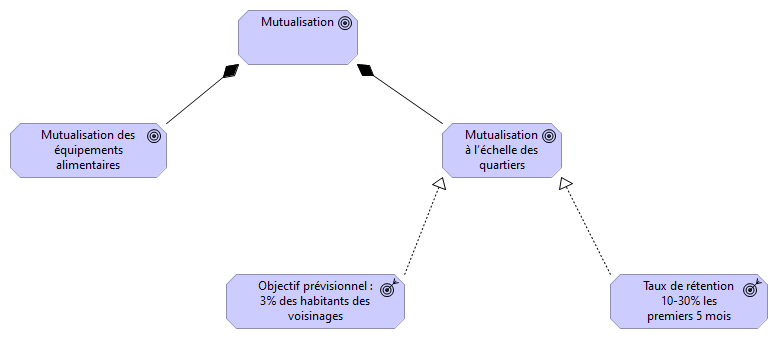 Mutualisation
Mutualisation des
équipements
alimentaires
Mutualisation
à l’échelle des
quartiers
Objectif prévisionnel :
3% des habitants des
voisinages
Taux de rétention
10-30% les
premiers 5 mois